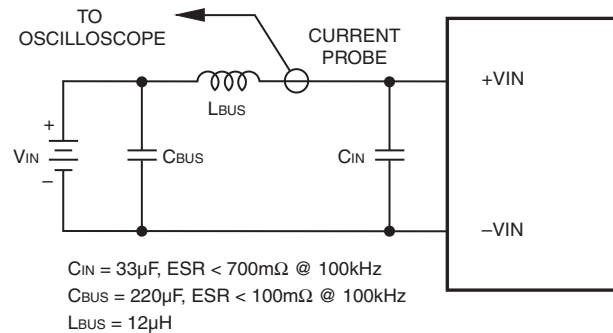 TO
OSCILLOSCOPE
CURRENT
PROBE
+VIN
LBUS
+
VIN
–
CBUS
CIN
–VIN
CIN = 33µF, ESR < 700mΩ @ 100kHz
CBUS = 220µF, ESR < 100mΩ @ 100kHz
LBUS = 12µH